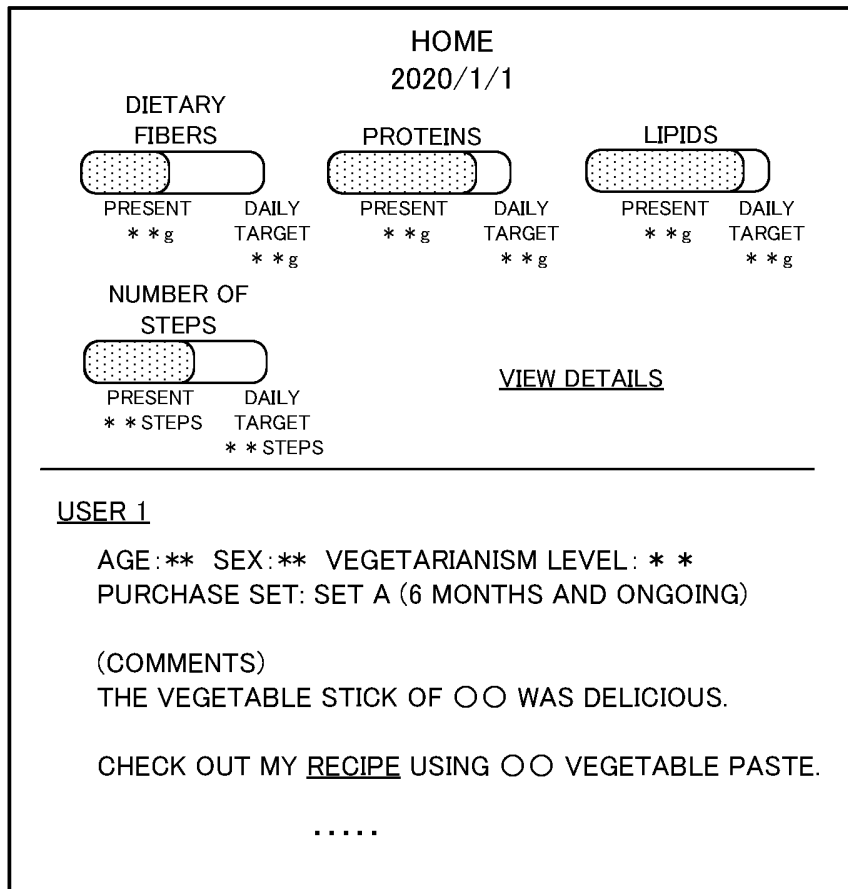 HOME
2020/1/1
DIETARY
FIBERS
PROTEINS
LIPIDS
PRESENT
**g
DAILY
TARGET
**g
PRESENT
**g
DAILY
TARGET
**g
PRESENT
**g
DAILY
TARGET
**g
NUMBER OF
STEPS
PRESENT
**STEPS
DAILY
TARGET
**STEPS
VIEW DETAILS
USER 1
AGE:** SEX:** VEGETARIANISM LEVEL: **
PURCHASE SET: SET A (6 MONTHS AND ONGOING)
(COMMENTS)
THE VEGETABLE STICK OF ○○ WAS DELICIOUS.
CHECK OUT MY RECIPE USING ○○ VEGETABLE PASTE.
.....